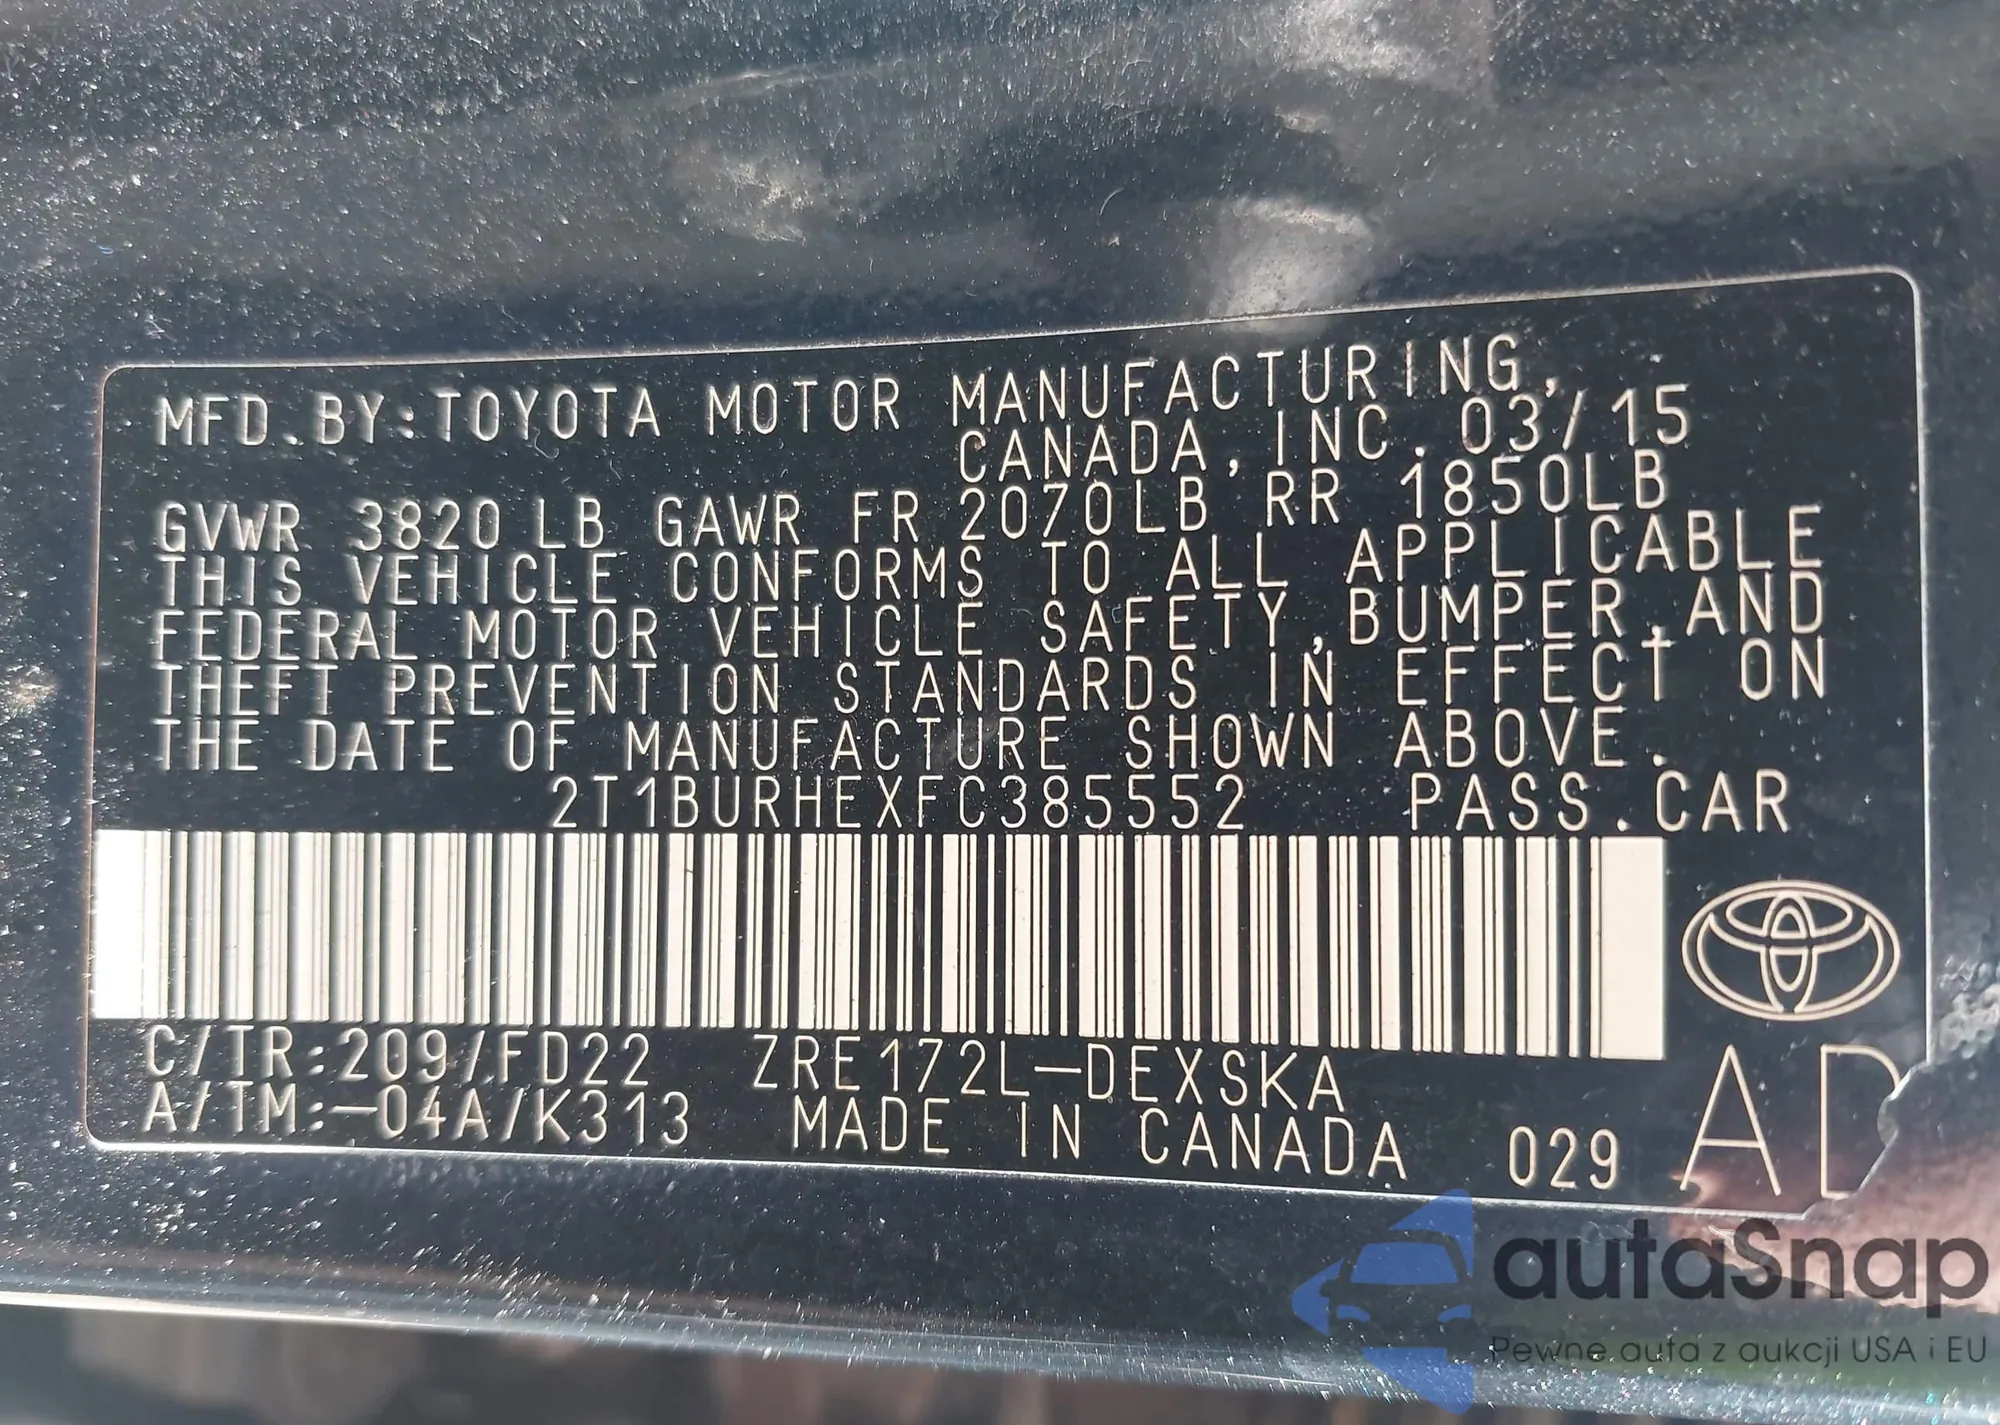 MFD.BY:TOYOTA MOTOR MANUFACTURING,
CANADA, INC. 03/15
GVWR 3820 LB GAWR FR 2070LB RR 1850LB
THIS VEHICLE CONFORMS TO ALL APPLICABLE
FEDERAL MOTOR VEHICLE SAFETY,BUMPER,AND
THEFT PREVENTION STANDARDS IN EFFECT ON
THE DATE OF MANUFACTURE SHOWN ABOVE.
2T1BURHEXFC385552 PASS.CAR
C/TR:209/FD22 ZRE172L-DEXSKA
A/TM:-04A/K313 MADE IN CANADA 029 AD
autaSnap
Pewne auta z aukcji USA i EU